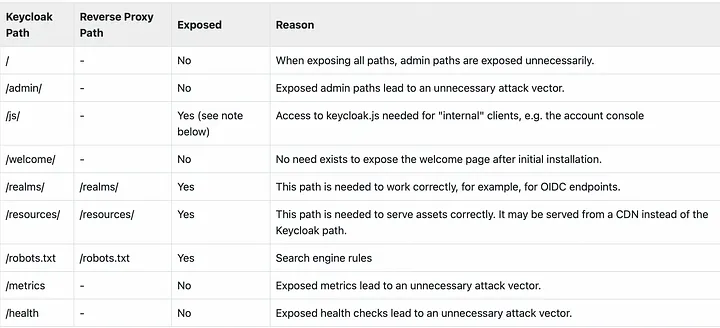 Keycloak Path Reverse Proxy Path Exposed Reason
/ - No When exposing all paths, admin paths are exposed unnecessarily.
/admin/ - No Exposed admin paths lead to an unnecessary attack vector.
/js/ - Yes (see note below) Access to keycloak.js needed for "internal" clients, e.g. the account console
/welcome/ - No No need exists to expose the welcome page after initial installation.
/realms/ /realms/ Yes This path is needed to work correctly, for example, for OIDC endpoints.
/resources/ /resources/ Yes This path is needed to serve assets correctly. It may be served from a CDN instead of the
Keycloak path.
/robots.txt /robots.txt Yes Search engine rules
/metrics - No Exposed metrics lead to an unnecessary attack vector.
/health - No Exposed health checks lead to an unnecessary attack vector.